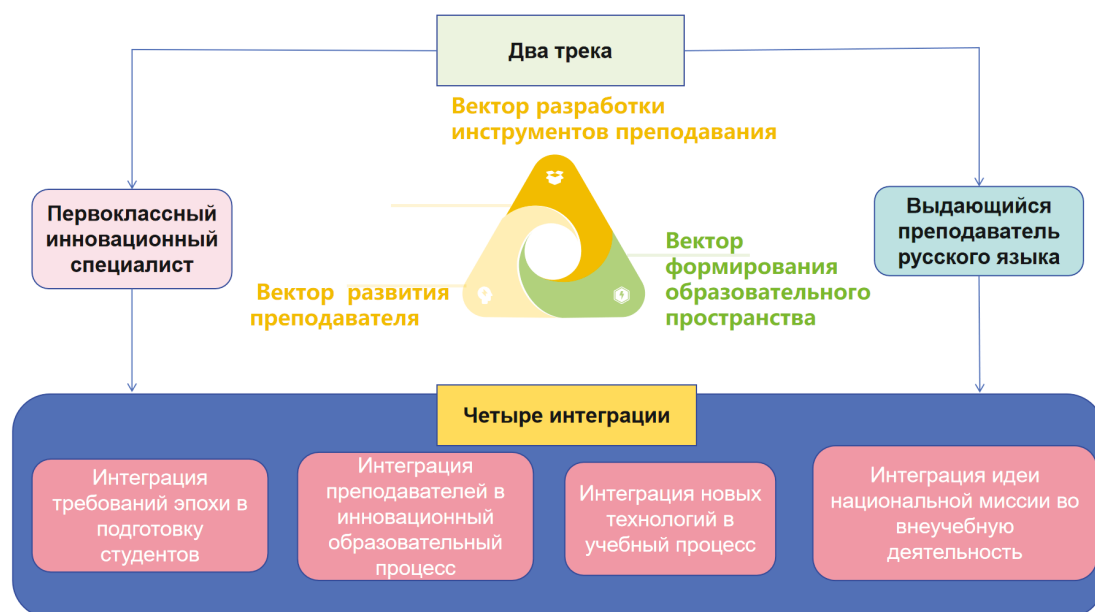 Два трека
Вектор разработки
инструментов преподавания
Первоклассный
инновационный
специалист
Выдающийся
преподаватель
русского языка
Вектор развития
преподавателя
Вектор
формирования
образовательного
пространства
Четыре интеграции
Интеграция
требований эпохи в
подготовку
студентов
Интеграция
преподавателей в
инновационный
образовательный
процесс
Интеграция новых
технологий в
учебный процесс
Интеграция идеи
национальной миссии во
внеучебную
деятельность